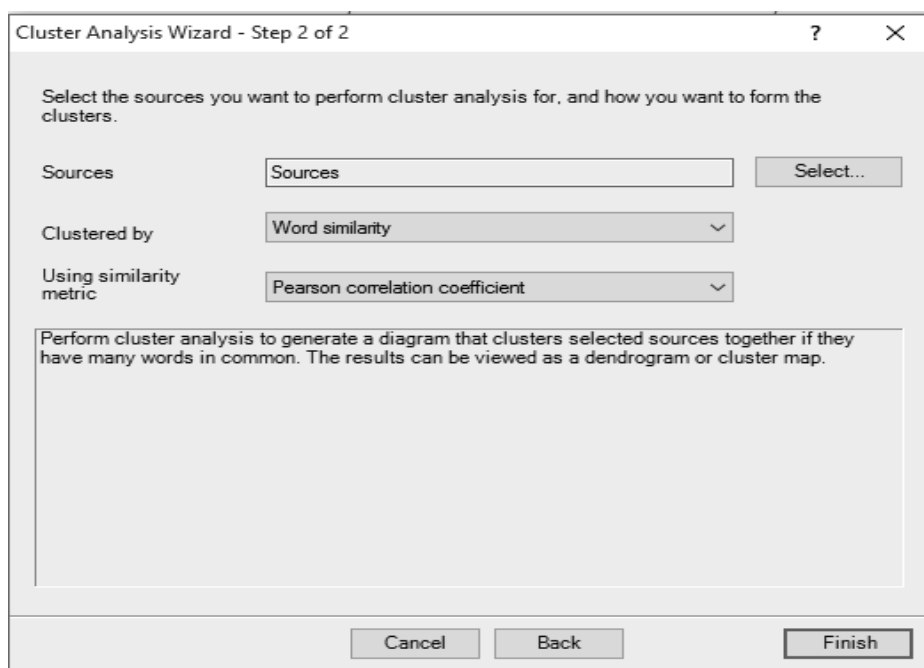 Cluster Analysis Wizard - Step 2 of 2 ?
Select the sources you want to perform cluster analysis for, and how you want to form the
clusters.
Sources Sources Select...
Clustered by Word similarity
Using similarity
metric Pearson correlation coefficient
Perform cluster analysis to generate a diagram that clusters selected sources together if they
have many words in common. The results can be viewed as a dendrogram or cluster map.
Cancel Back Finish